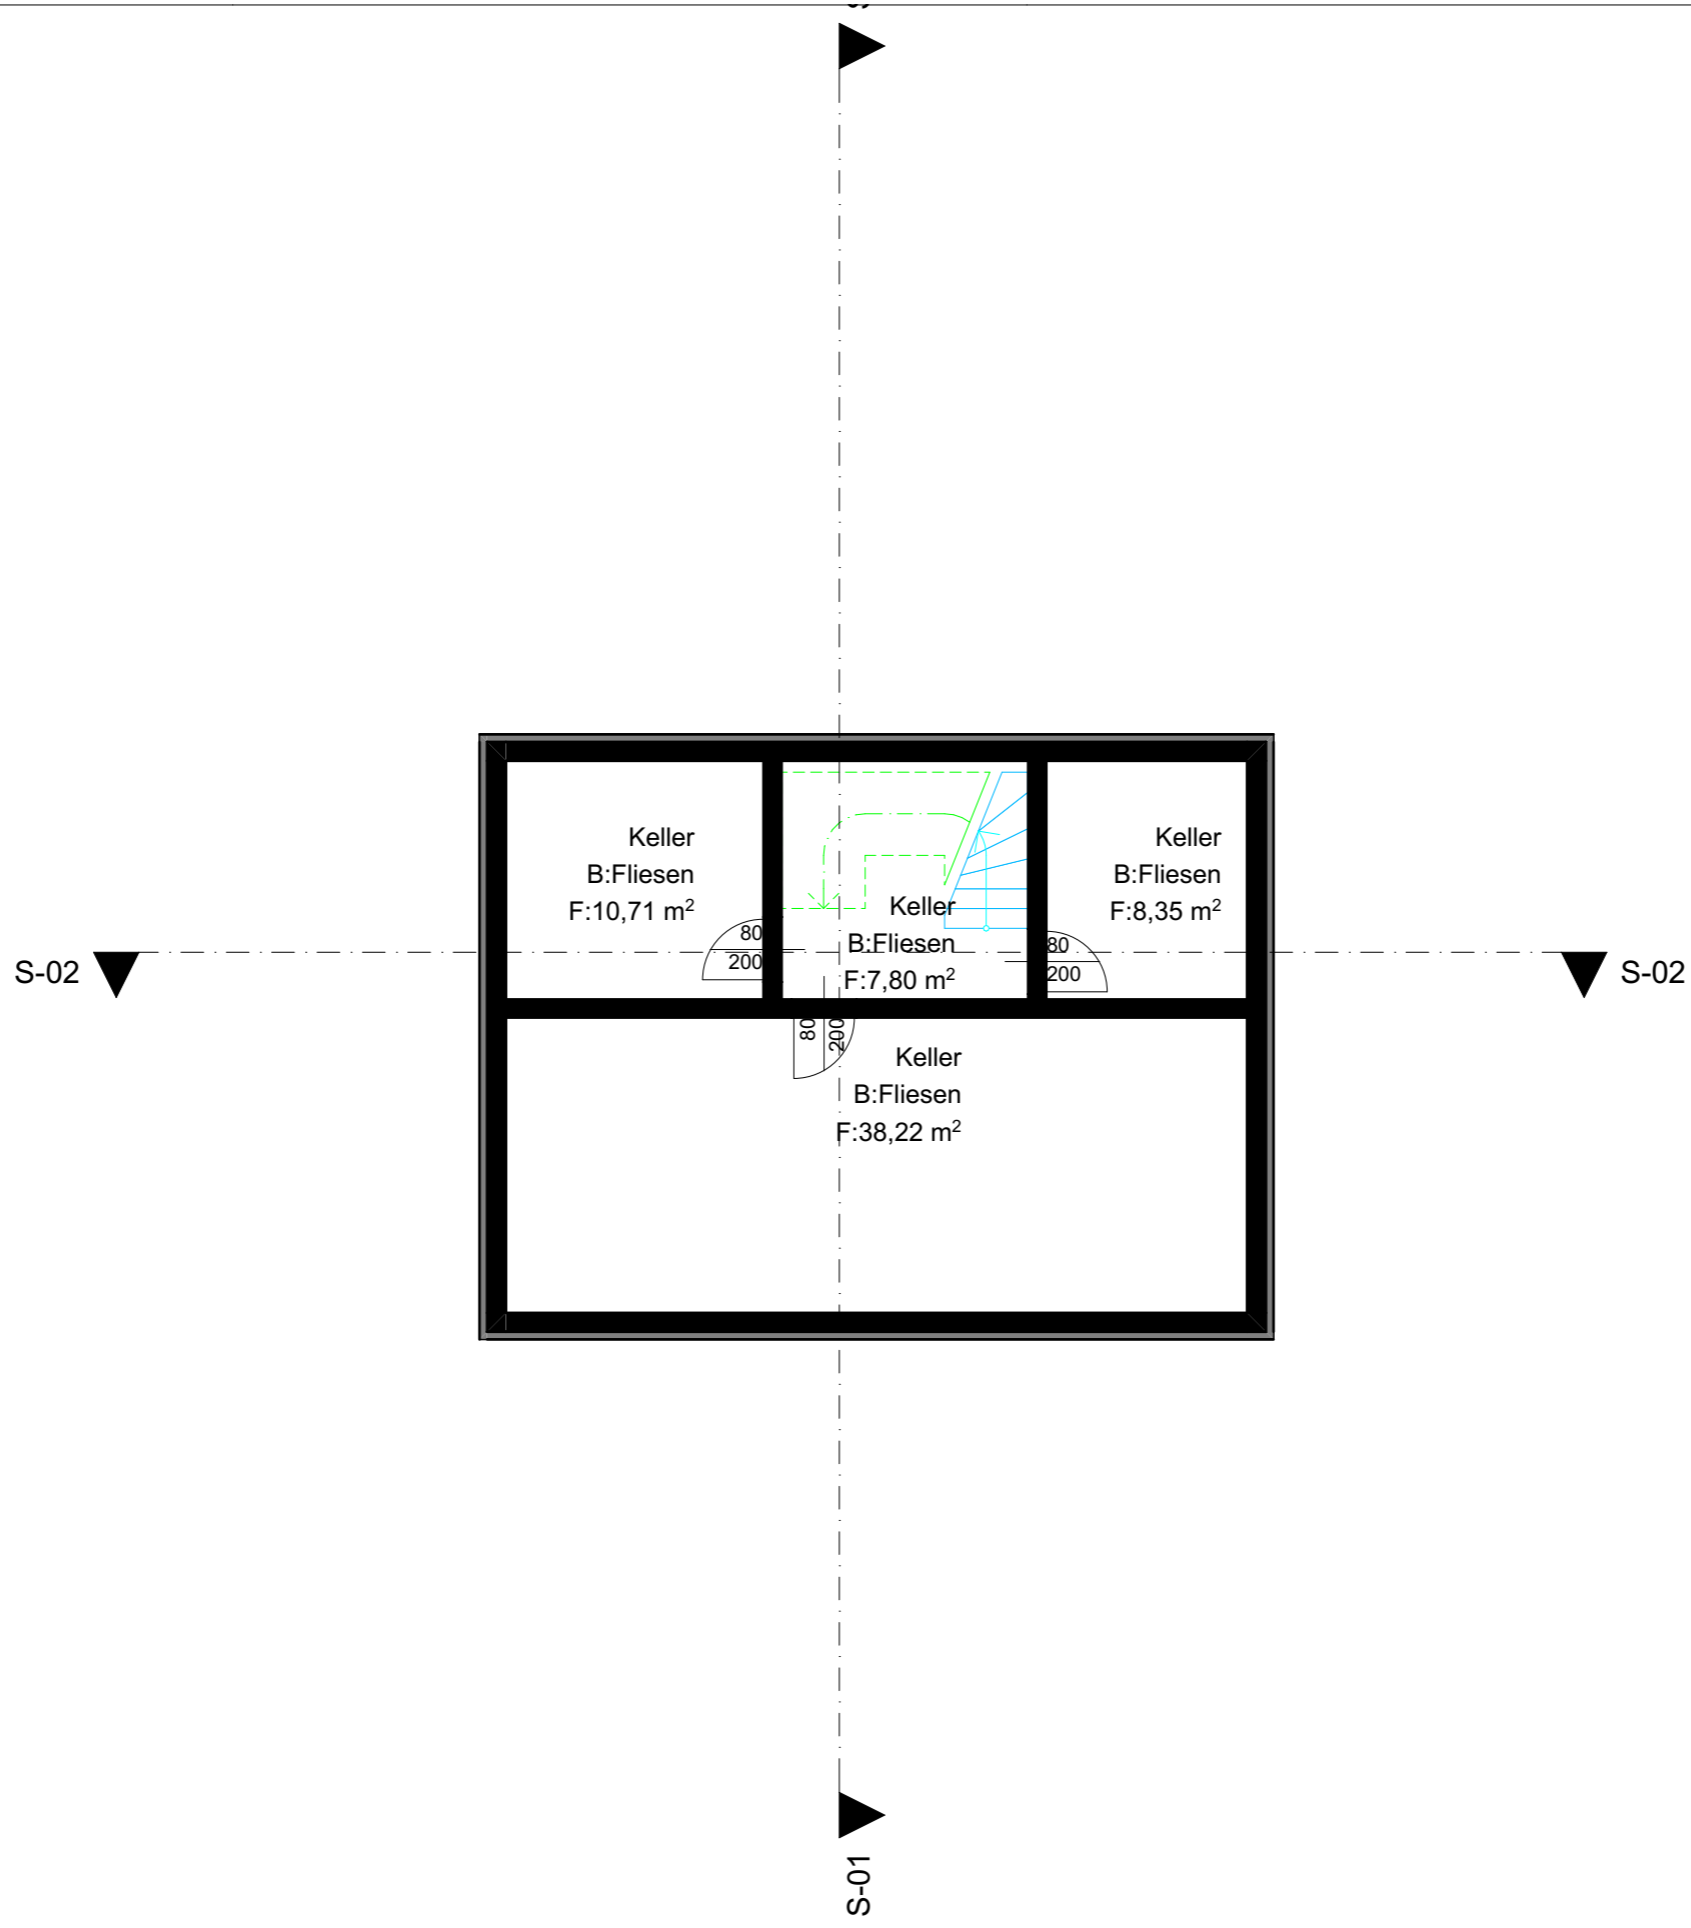 Keller
B:Fliesen
F:10,71 m²
80
200
Keller
B:Fliesen
F:7,80 m²
Keller
B:Fliesen
F:8,35 m²
80
200
S-02
S-02
80
200
Keller
B:Fliesen
F:38,22 m²
S-01